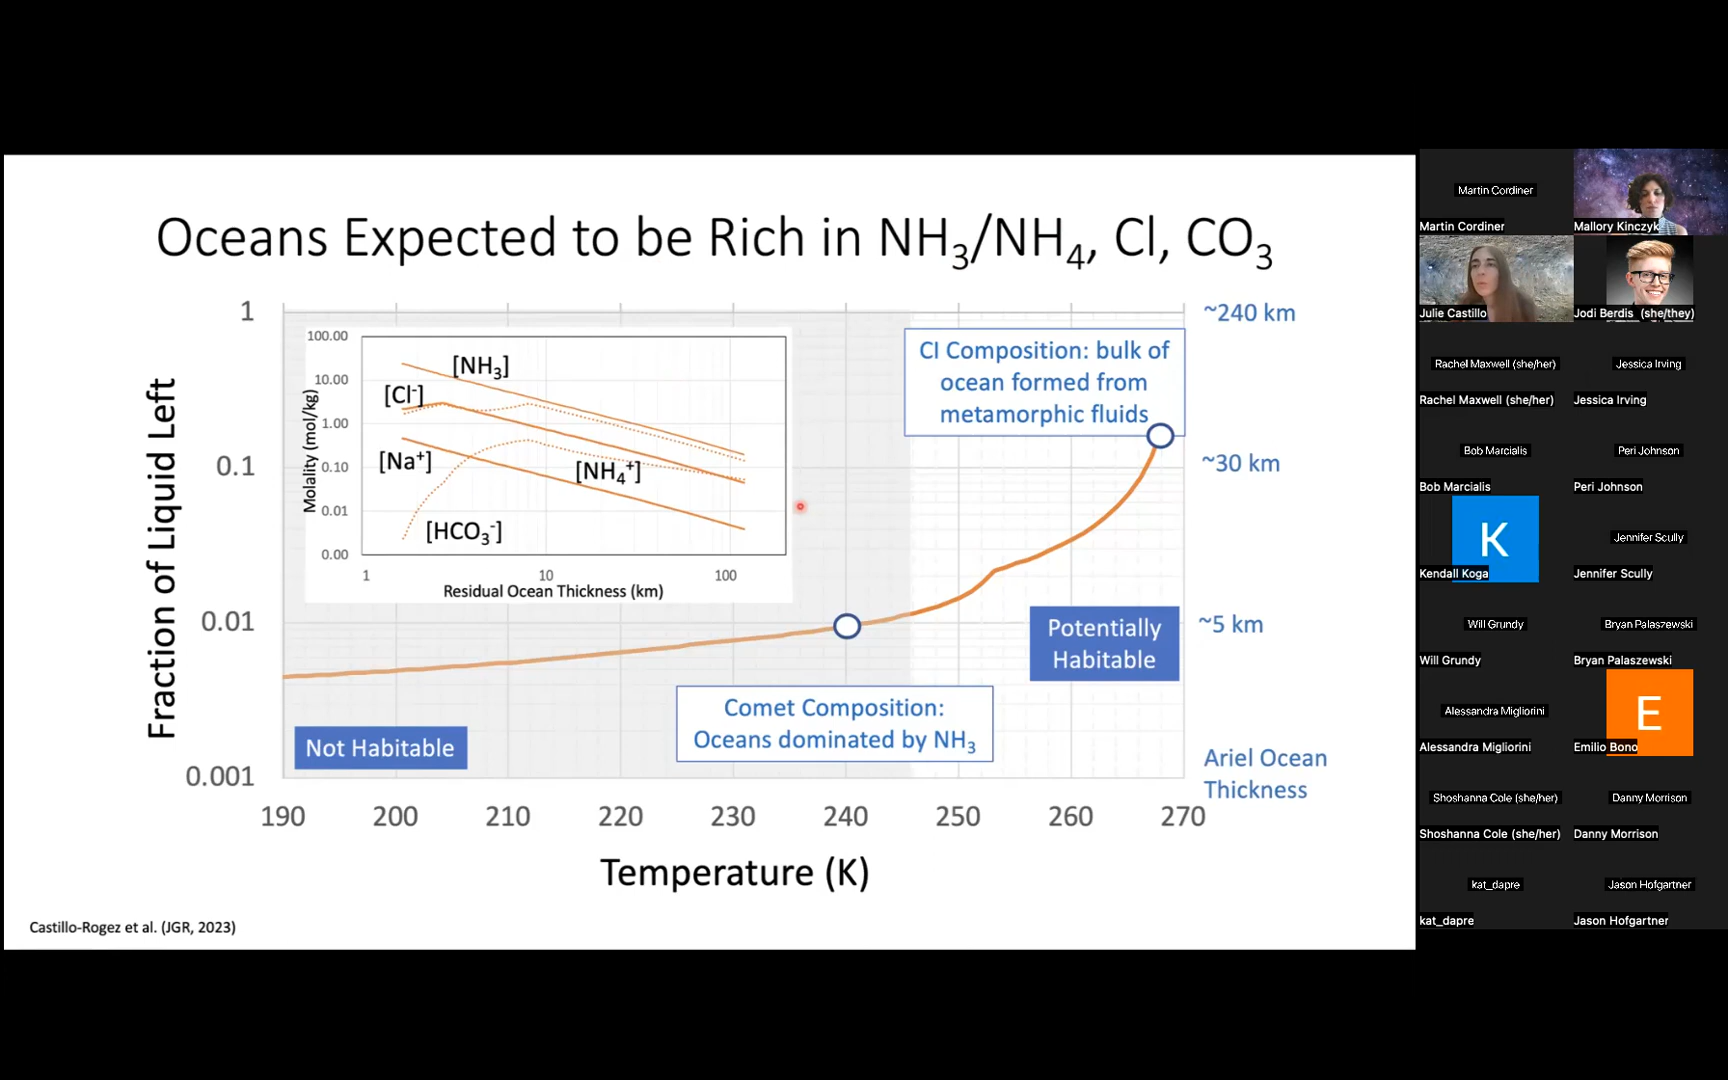 Oceans Expected to be Rich in NH3/NH4, Cl, CO3
Fraction of Liquid Left
1
0.1
0.01
0.001
190 200 210 220 230 240 250 260 270
Temperature (K)
~240 km
~30 km
~5 km
Ariel Ocean
Thickness
CI Composition: bulk of
ocean formed from
metamorphic fluids
Potentially
Habitable
Comet Composition:
Oceans dominated by NH3
Not Habitable
Molality (mol/kg)
100.00
10.00
1.00
0.10
0.01
0.00
1 10 100
Residual Ocean Thickness (km)
[NH3]
[Cl-]
[Na+]
[NH4+]
[HCO3-]
Castillo-Rogez et al. (JGR, 2023)
Martin Cordiner
Martin Cordiner
Mallory Kinczyk
Julie Castillo
Jodi Berdis (she/they)
Rachel Maxwell (she/her)
Rachel Maxwell (she/her)
Jessica Irving
Jessica Irving
Bob Marcialis
Bob Marcialis
Peri Johnson
Peri Johnson
K
Kendall Koga
Jennifer Scully
Jennifer Scully
Will Grundy
Will Grundy
Bryan Palaszewski
Bryan Palaszewski
Alessandra Migliorini
Alessandra Migliorini
E
Emilio Bono
Shoshanna Cole (she/her)
Shoshanna Cole (she/her)
Danny Morrison
Danny Morrison
kat_dapre
kat_dapre
Jason Hofgartner
Jason Hofgartner